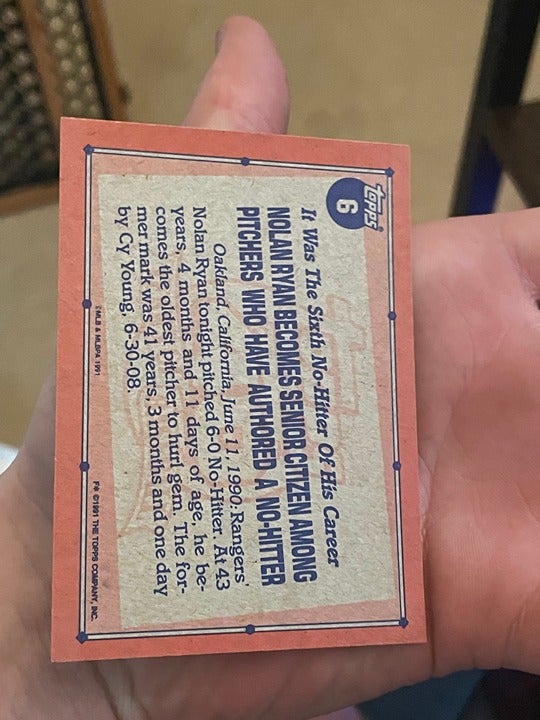 topps®
6
It Was The Sixth No-Hitter Of His Career
NOLAN RYAN BECOMES SENIOR CITIZEN AMONG
PITCHERS WHO HAVE AUTHORED A NO-HITTER
Oakland, California, June 11, 1990: Rangers'
Nolan Ryan tonight pitched 6-0 No-Hitter. At 43
years, 4 months and 11 days of age, he be-
comes the oldest pitcher to hurl gem. The for-
mer mark was 41 years, 3 months and one day
by Cy Young, 6-30-08.
©MLB & MLBPA 1991
F* ©1991 THE TOPPS COMPANY, INC.